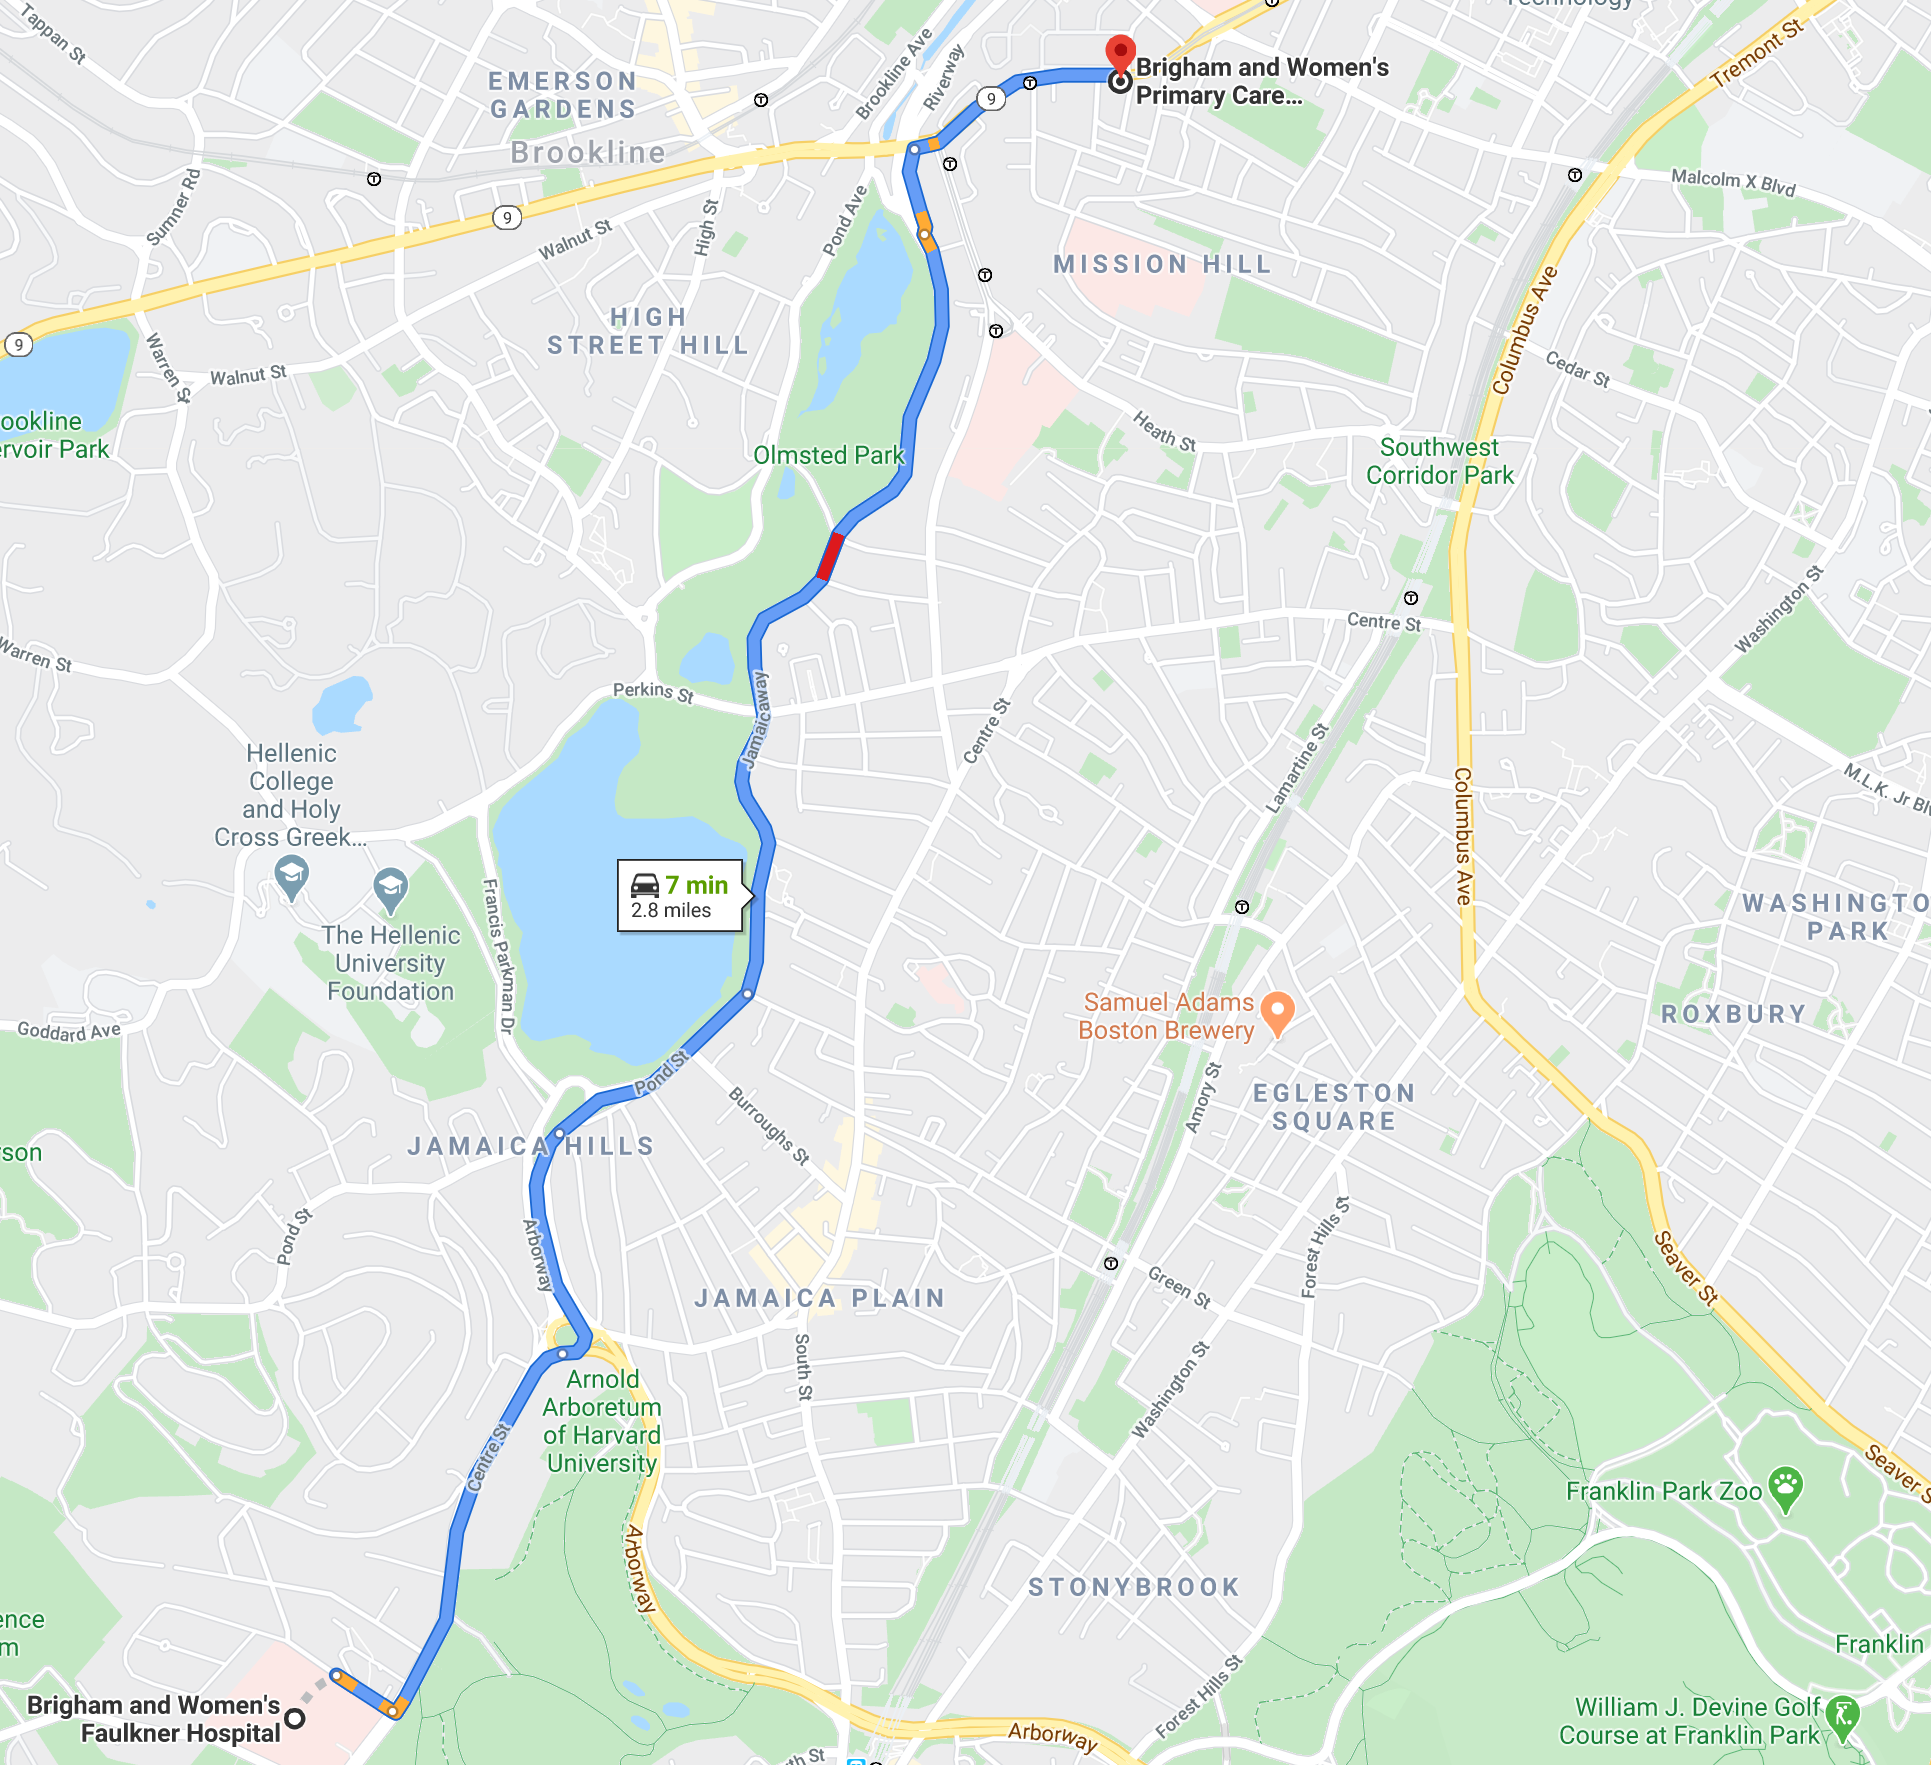 Tappan St
EMERSON
GARDENS
Brookline
Brookline Ave
Riverway
9
Brigham and Women's
Primary Care...
Technology
Tremont St
Malcolm X Blvd
Sumner Rd
9
Walnut St
High St
Pond Ave
MISSION HILL
HIGH
STREET HILL
9
Warren St
Walnut St
Columbus Ave
Cedar St
ookline
ervoir Park
Olmsted Park
Heath St
Southwest
Corridor Park
Washington St
Centre St
Warren St
Perkins St
Jamaicaway
Centre St
Lamartine St
M.L.K. Jr Blv
Hellenic
College
and Holy
Cross Greek...
Columbus Ave
7 min
2.8 miles
Francis Parkman Dr
The Hellenic
University
Foundation
WASHINGTO
PARK
Samuel Adams
Boston Brewery
ROXBURY
Goddard Ave
Pond St
Burroughs St
Amory St
EGLESTON
SQUARE
JAMAICA HILLS
rson
Pond St
Arborway
Forest Hills St
Seaver St
Green St
JAMAICA PLAIN
South St
Washington St
Arnold
Arboretum
of Harvard
University
Centre St
Seaver S
Franklin Park Zoo
Arborway
STONYBROOK
ence
m
Franklin
Forest Hills St
Brigham and Women's
Faulkner Hospital
William J. Devine Golf
Course at Franklin Park
Arborway
th St